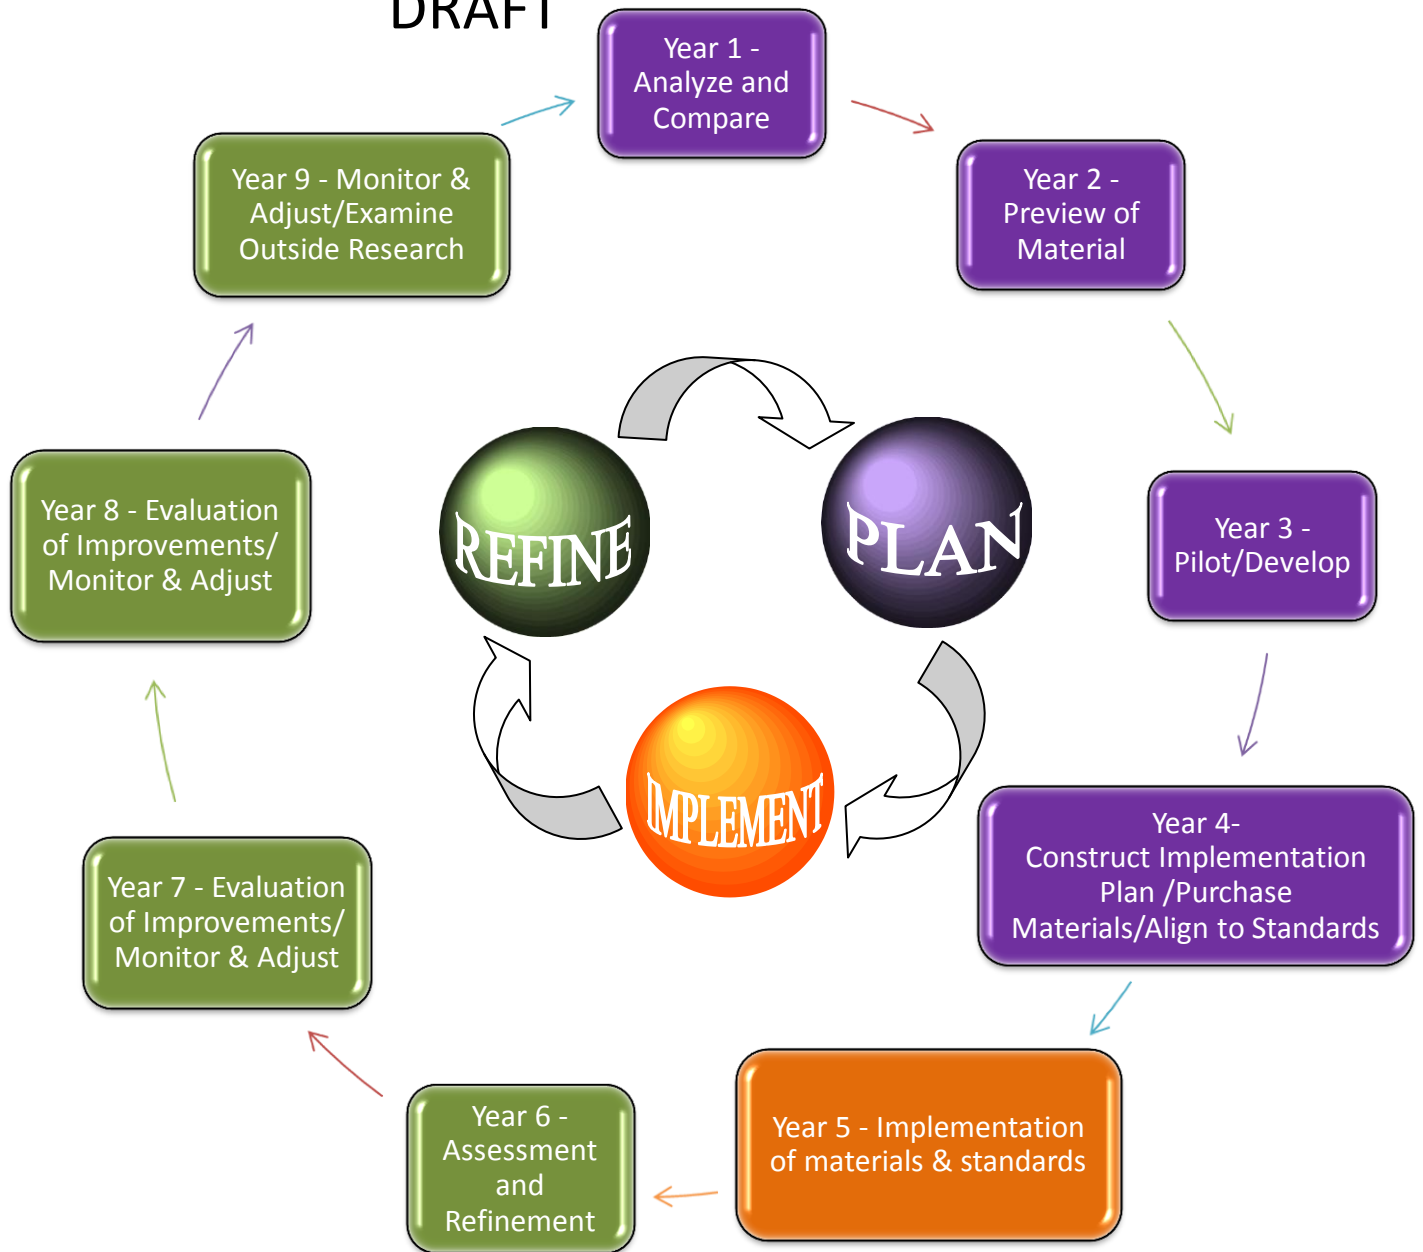 DRAFT
Year 1 -
Analyze and
Compare
Year 2 -
Preview of
Material
Year 3 -
Pilot/Develop
Year 4-
Construct Implementation
Plan /Purchase
Materials/Align to Standards
Year 5 - Implementation
of materials & standards
Year 6 -
Assessment
and
Refinement
Year 7 - Evaluation
of Improvements/
Monitor & Adjust
Year 8 - Evaluation
of Improvements/
Monitor & Adjust
Year 9 - Monitor &
Adjust/Examine
Outside Research
REFINE
PLAN
IMPLEMENT